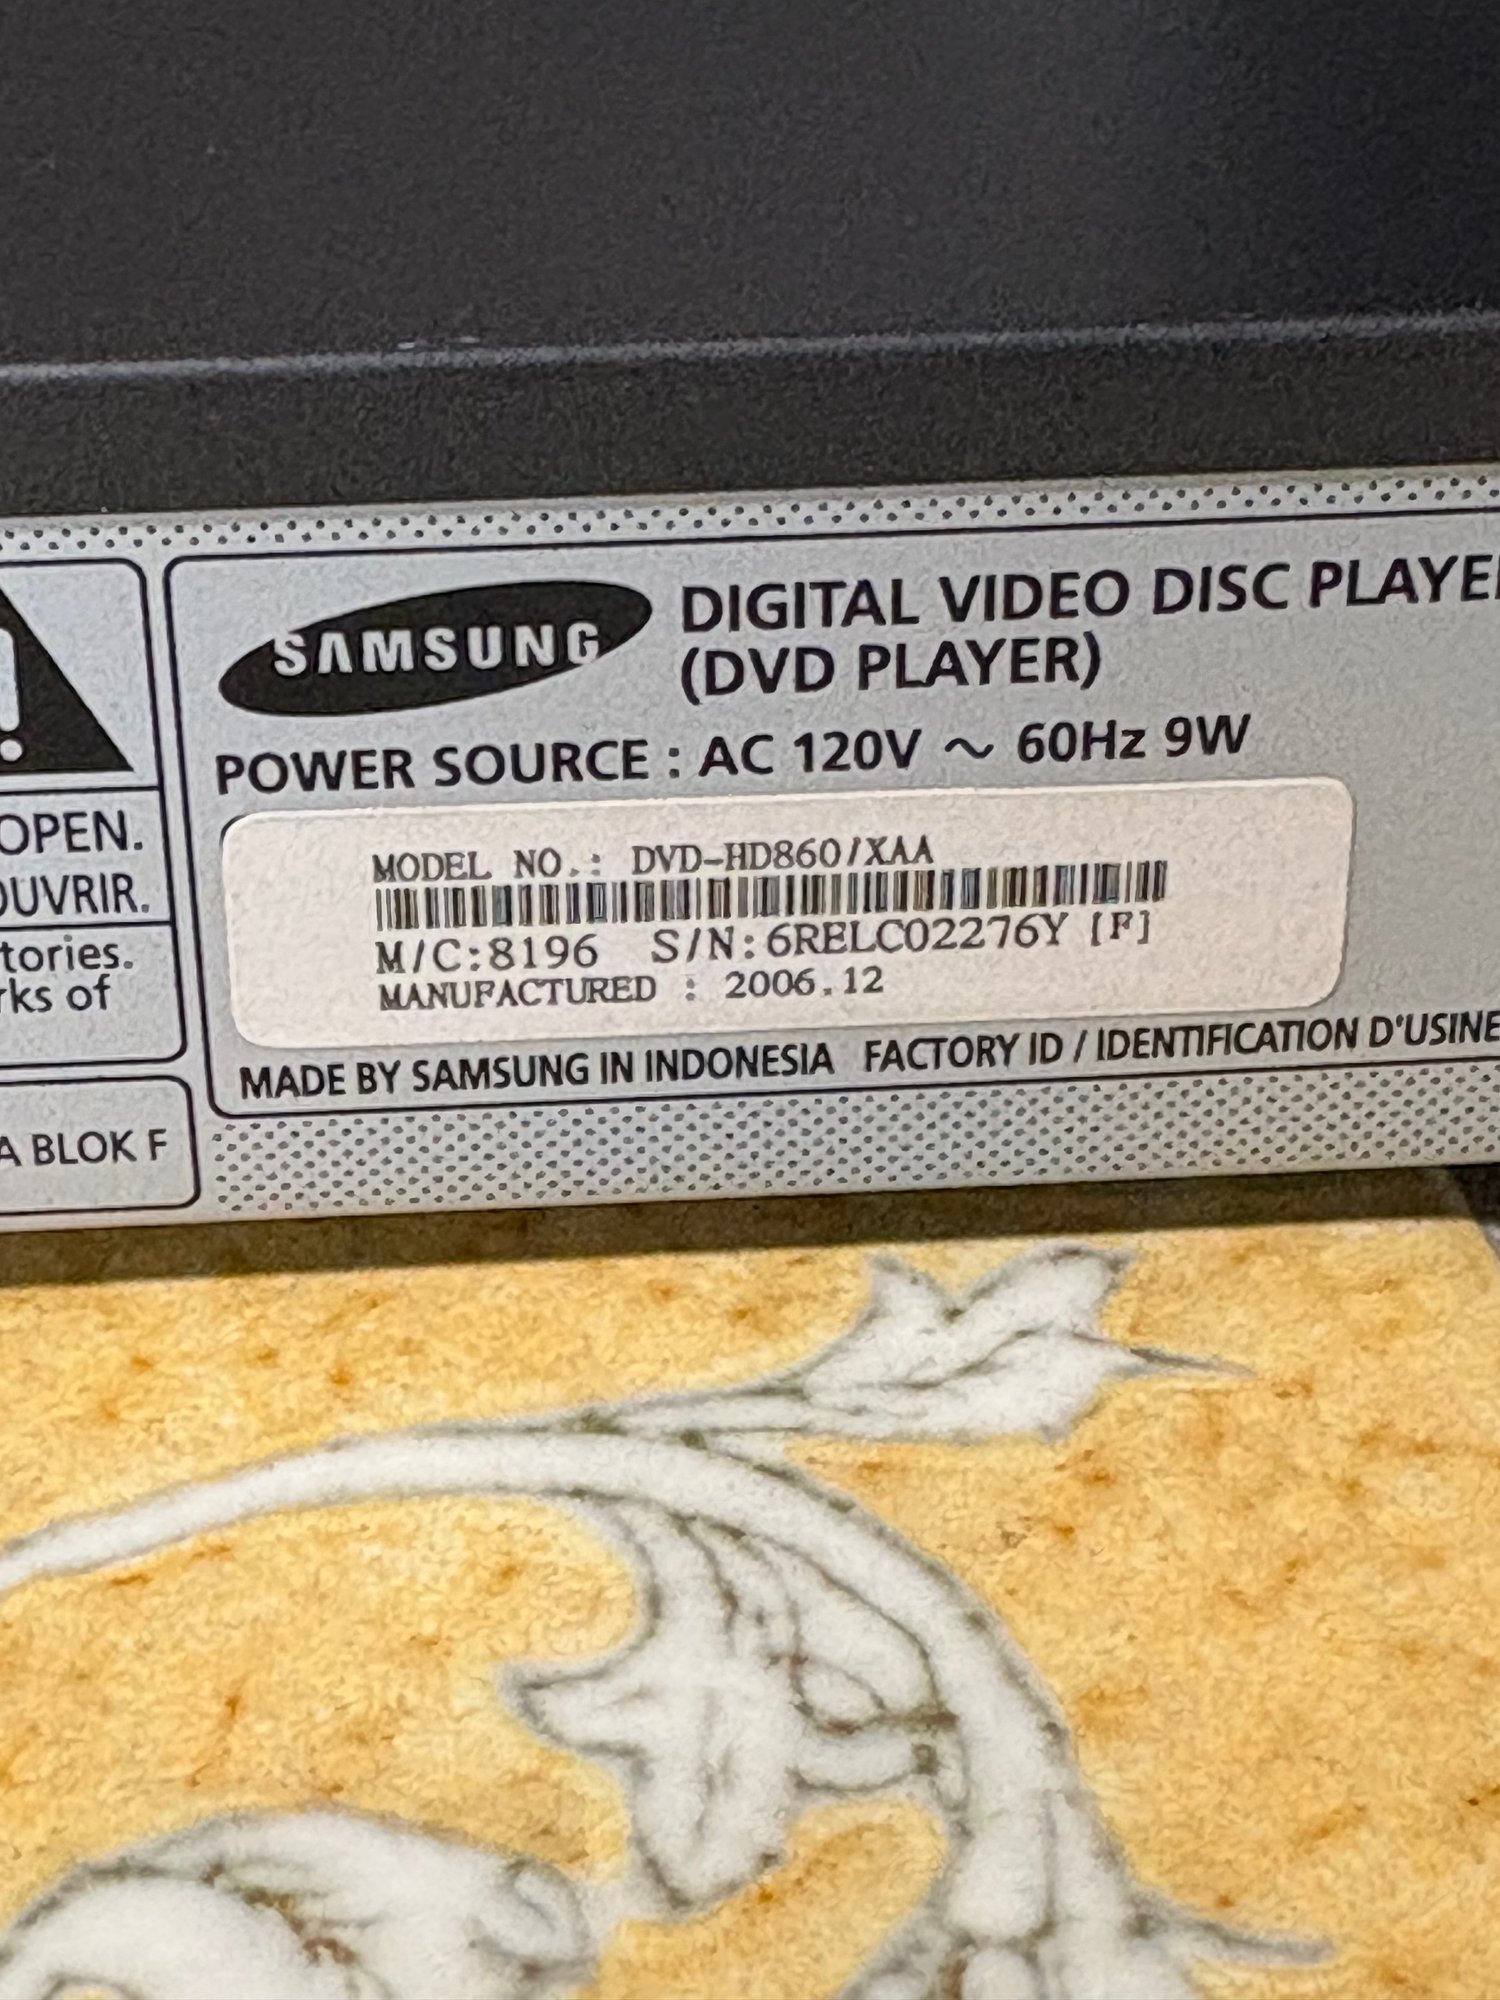 SAMSUNG
DIGITAL VIDEO DISC PLAYER
(DVD PLAYER)
POWER SOURCE : AC 120V ~ 60Hz 9W
MODEL NO.: DVD-HD860/XAA
M/C:8196 S/N:6RELC02276Y [F]
MANUFACTURED : 2006.12
MADE BY SAMSUNG IN INDONESIA FACTORY ID / IDENTIFICATION D'USINE
!
OPEN.
OUVRIR.
tories.
rks of
A BLOK F